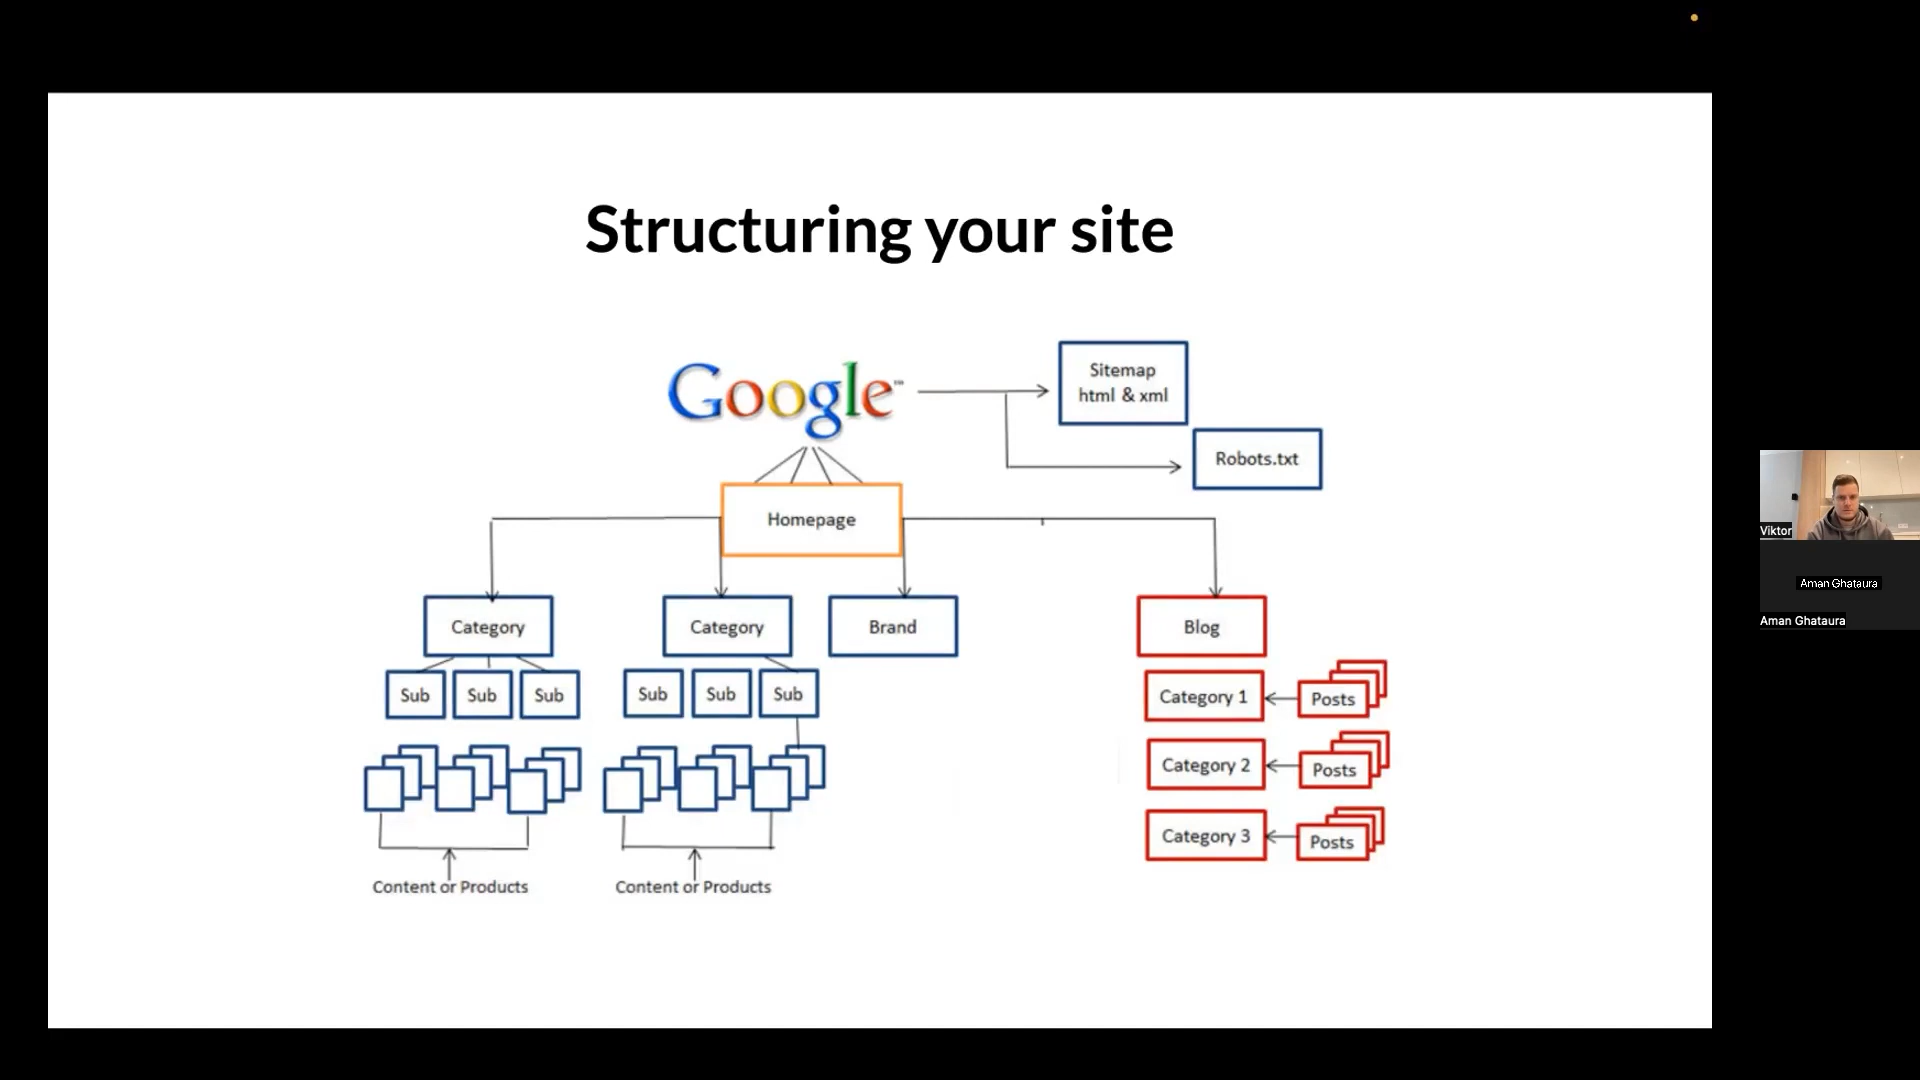 Structuring your site
Google™
Sitemap
html & xml
Robots.txt
Homepage
Category
Category
Brand
Blog
Sub
Sub
Sub
Sub
Sub
Sub
Category 1
Posts
Category 2
Posts
Category 3
Posts
Content or Products
Content or Products
Viktor
Aman Ghataura
Aman Ghataura